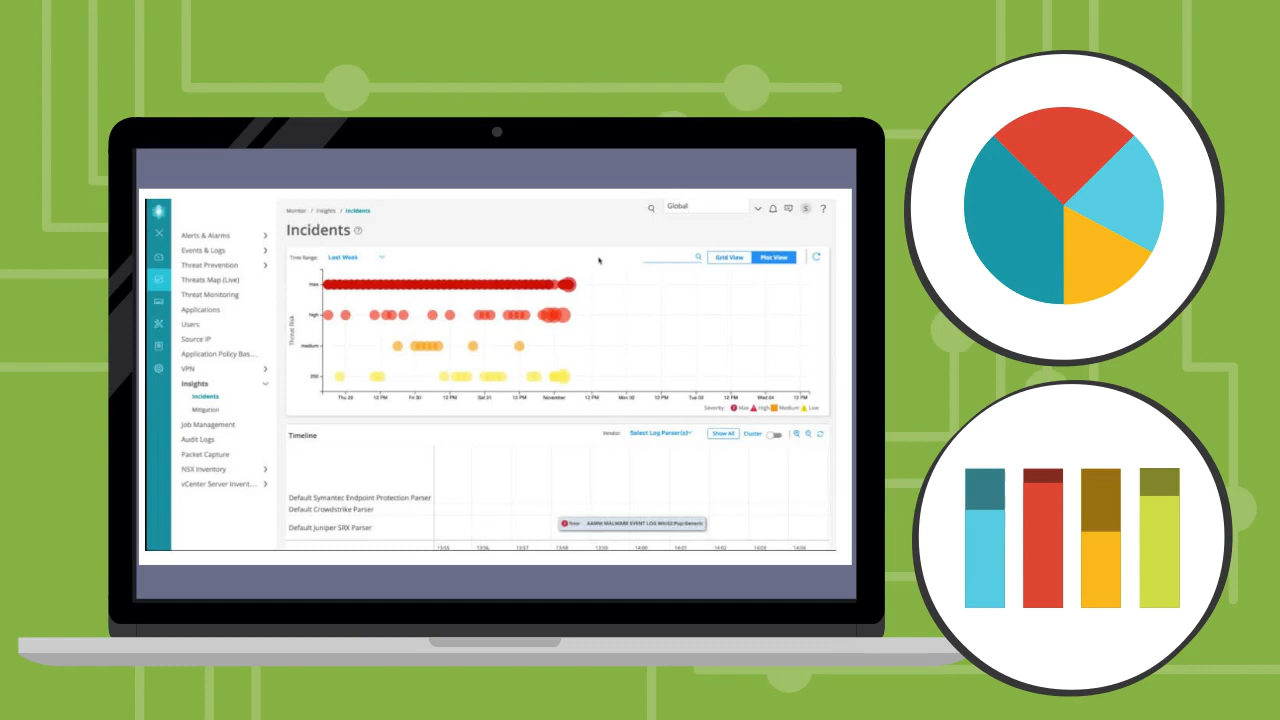 Monitor / Insights / Incidents
Global
S ?
Incidents ?
Time Range: Last Week
Grid View Plot View
Alerts & Alarms
Events & Logs
Threat Prevention
Threats Map (Live)
Threat Monitoring
Applications
Users
Source IP
Application Policy Bas...
VPN
Insights
Incidents
Mitigation
Job Management
Audit Logs
Packet Capture
NSX Inventory
vCenter Server Invent...
Threat Risk
max
high
medium
Thu 29 12 PM Fri 30 12 PM Sat 31 12 PM November 12 PM Mon 02 12 PM Tue 03 12 PM Wed 04 12 PM
Severity: Max High Medium Low
Timeline
Vendor: Select Log Parser(s) Show All Cluster
Default Symantec Endpoint Protection Parser
Default Crowdstrike Parser
Default Juniper SRX Parser
AAMW MALWARE EVENT LOG Win32:Pup:Generic
13:55 13:56 13:57 13:58 13:59 14:00 14:01 14:02 14:03 14:04